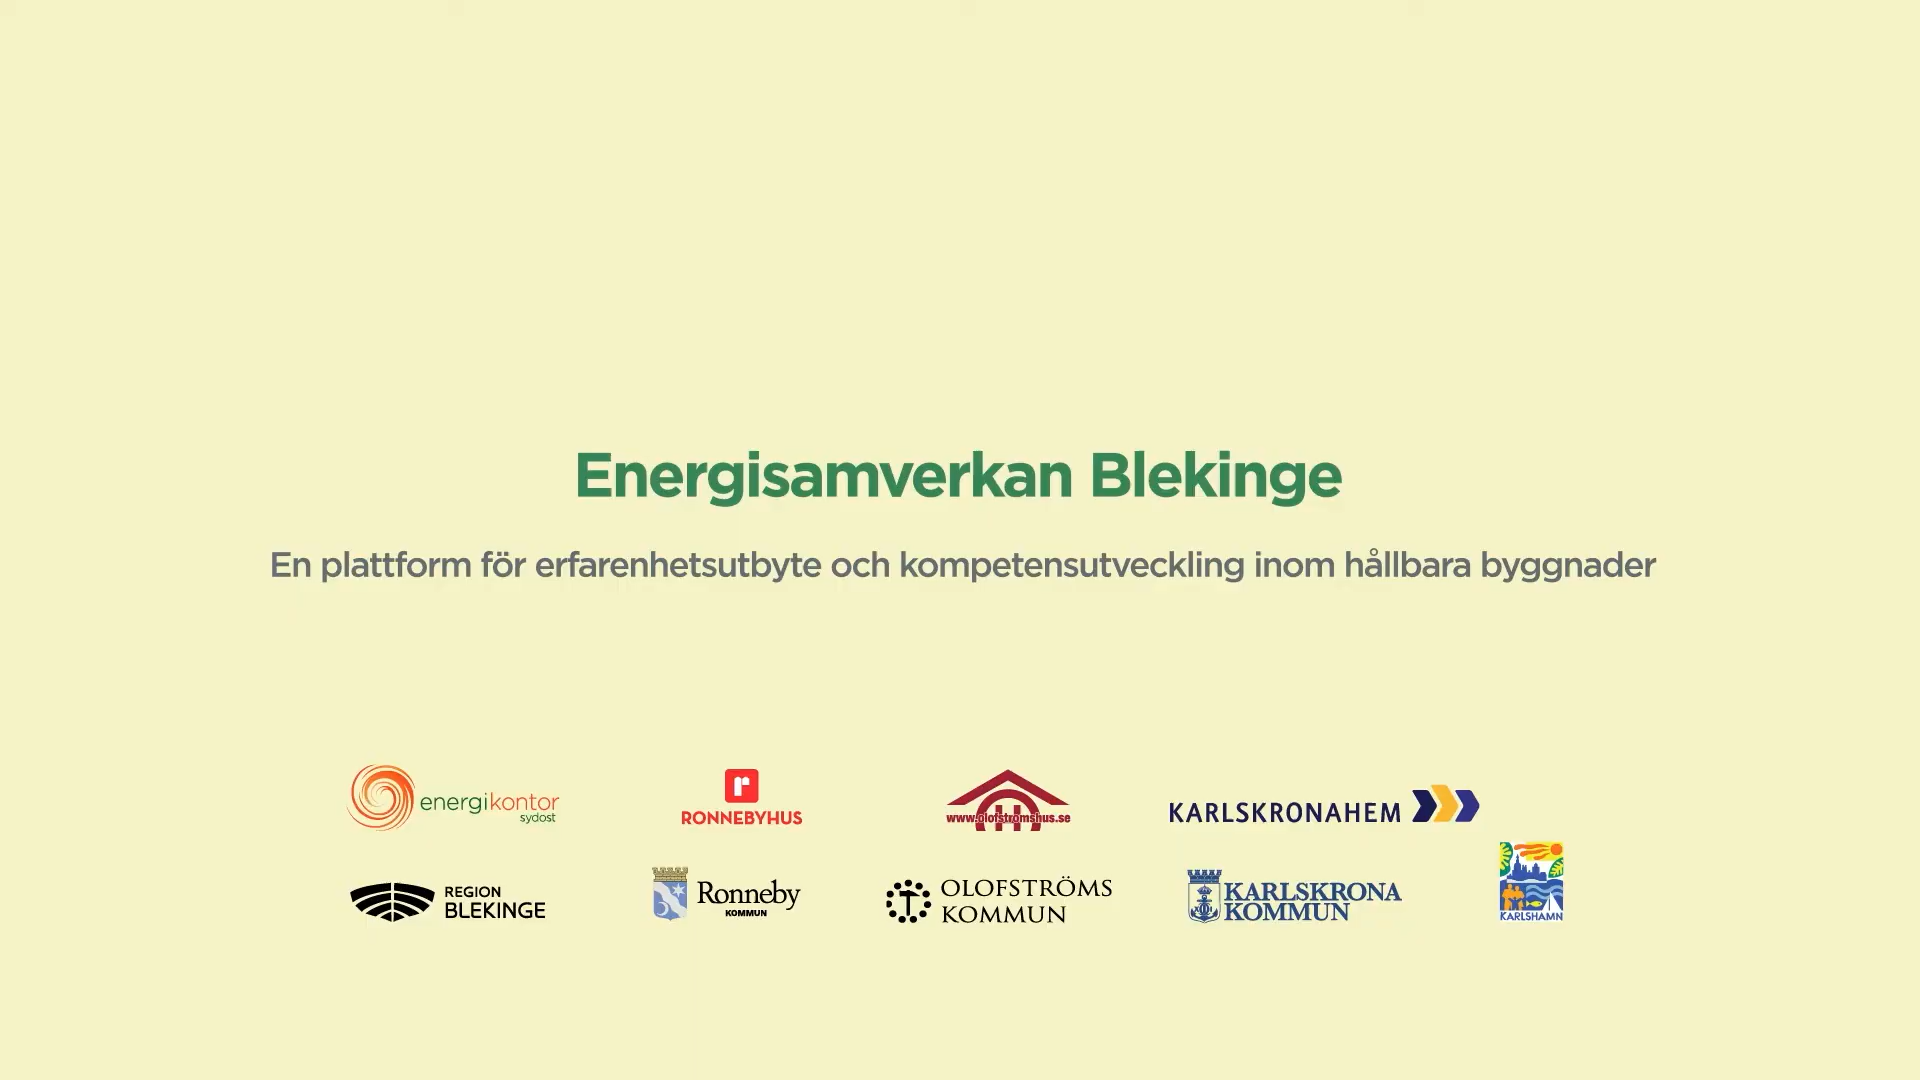 Energisamverkan Blekinge
En plattform för erfarenhetsutbyte och kompetensutveckling inom hållbara byggnader
energikontor
sydost
RONNEBYHUS
www.olofstromshus.se
KARLSKRONAHEM
REGION
BLEKINGE
Ronneby
KOMMUN
OLOFSTRÖMS
KOMMUN
KARLSKRONA
KOMMUN
KARLSHAMN